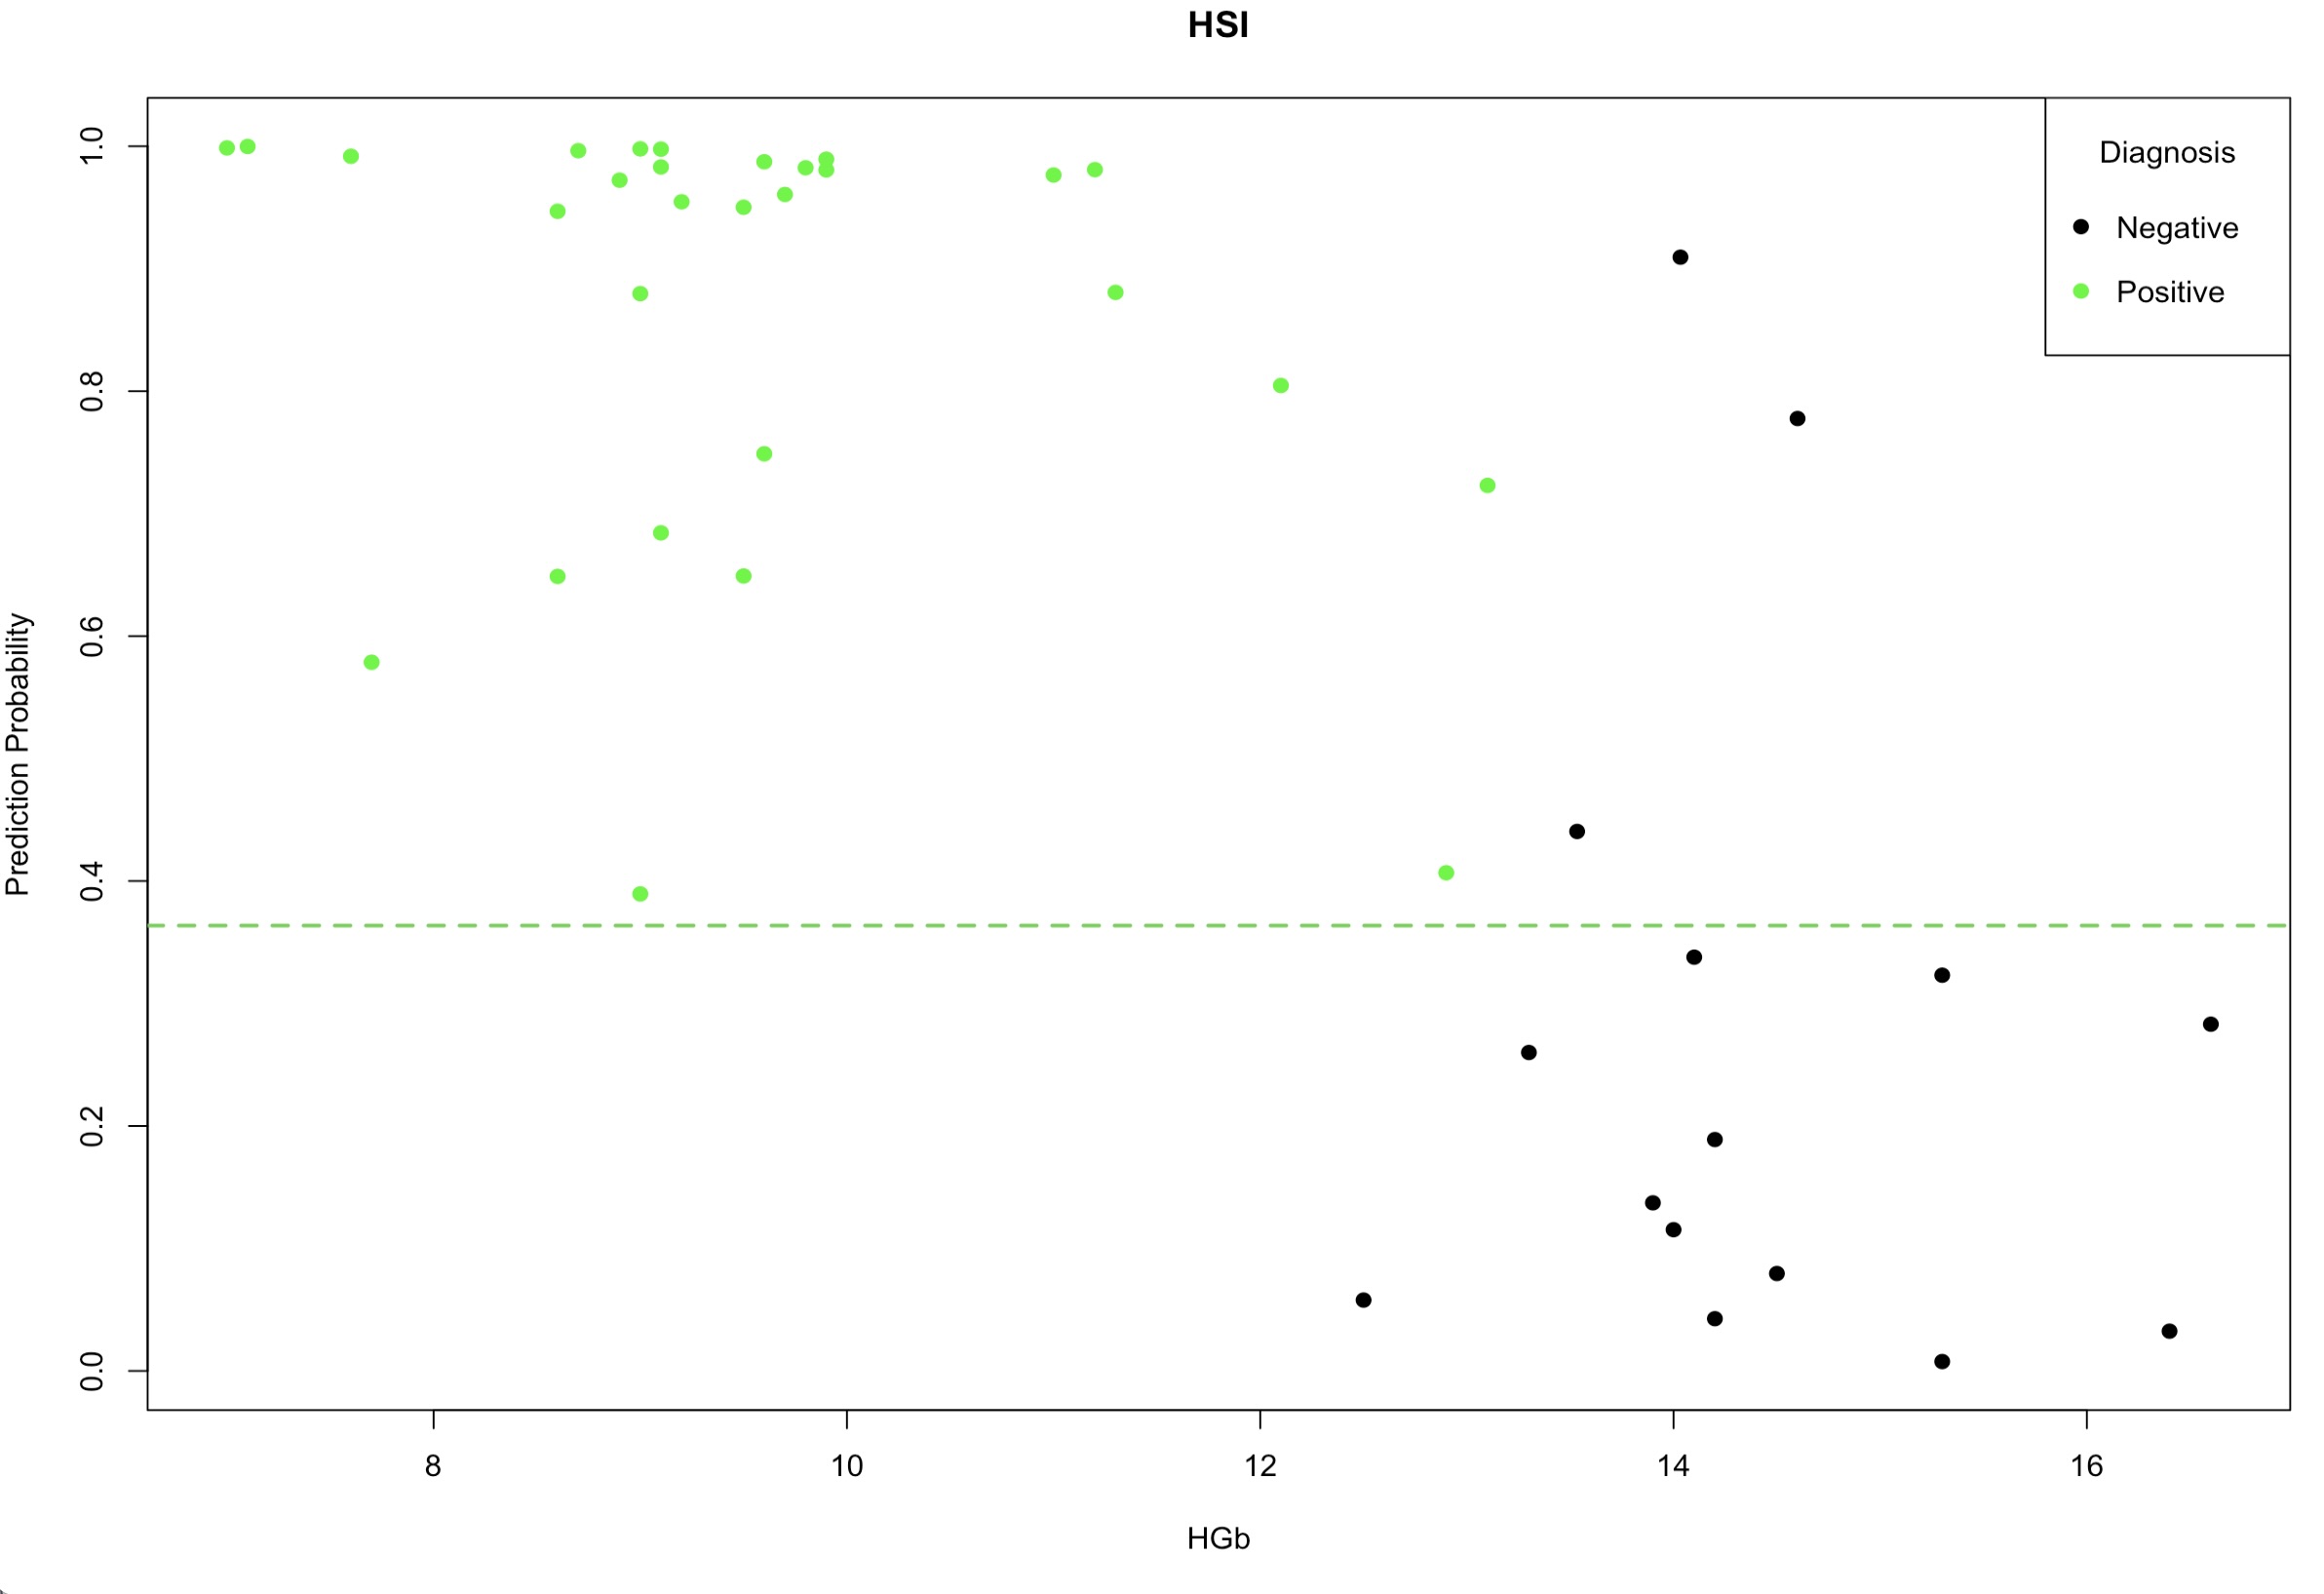 HSI
Diagnosis
Negative
Positive
1.0
0.8
0.6
0.4
0.2
0.0
Prediction Probability
8 10 12 14 16
HGb